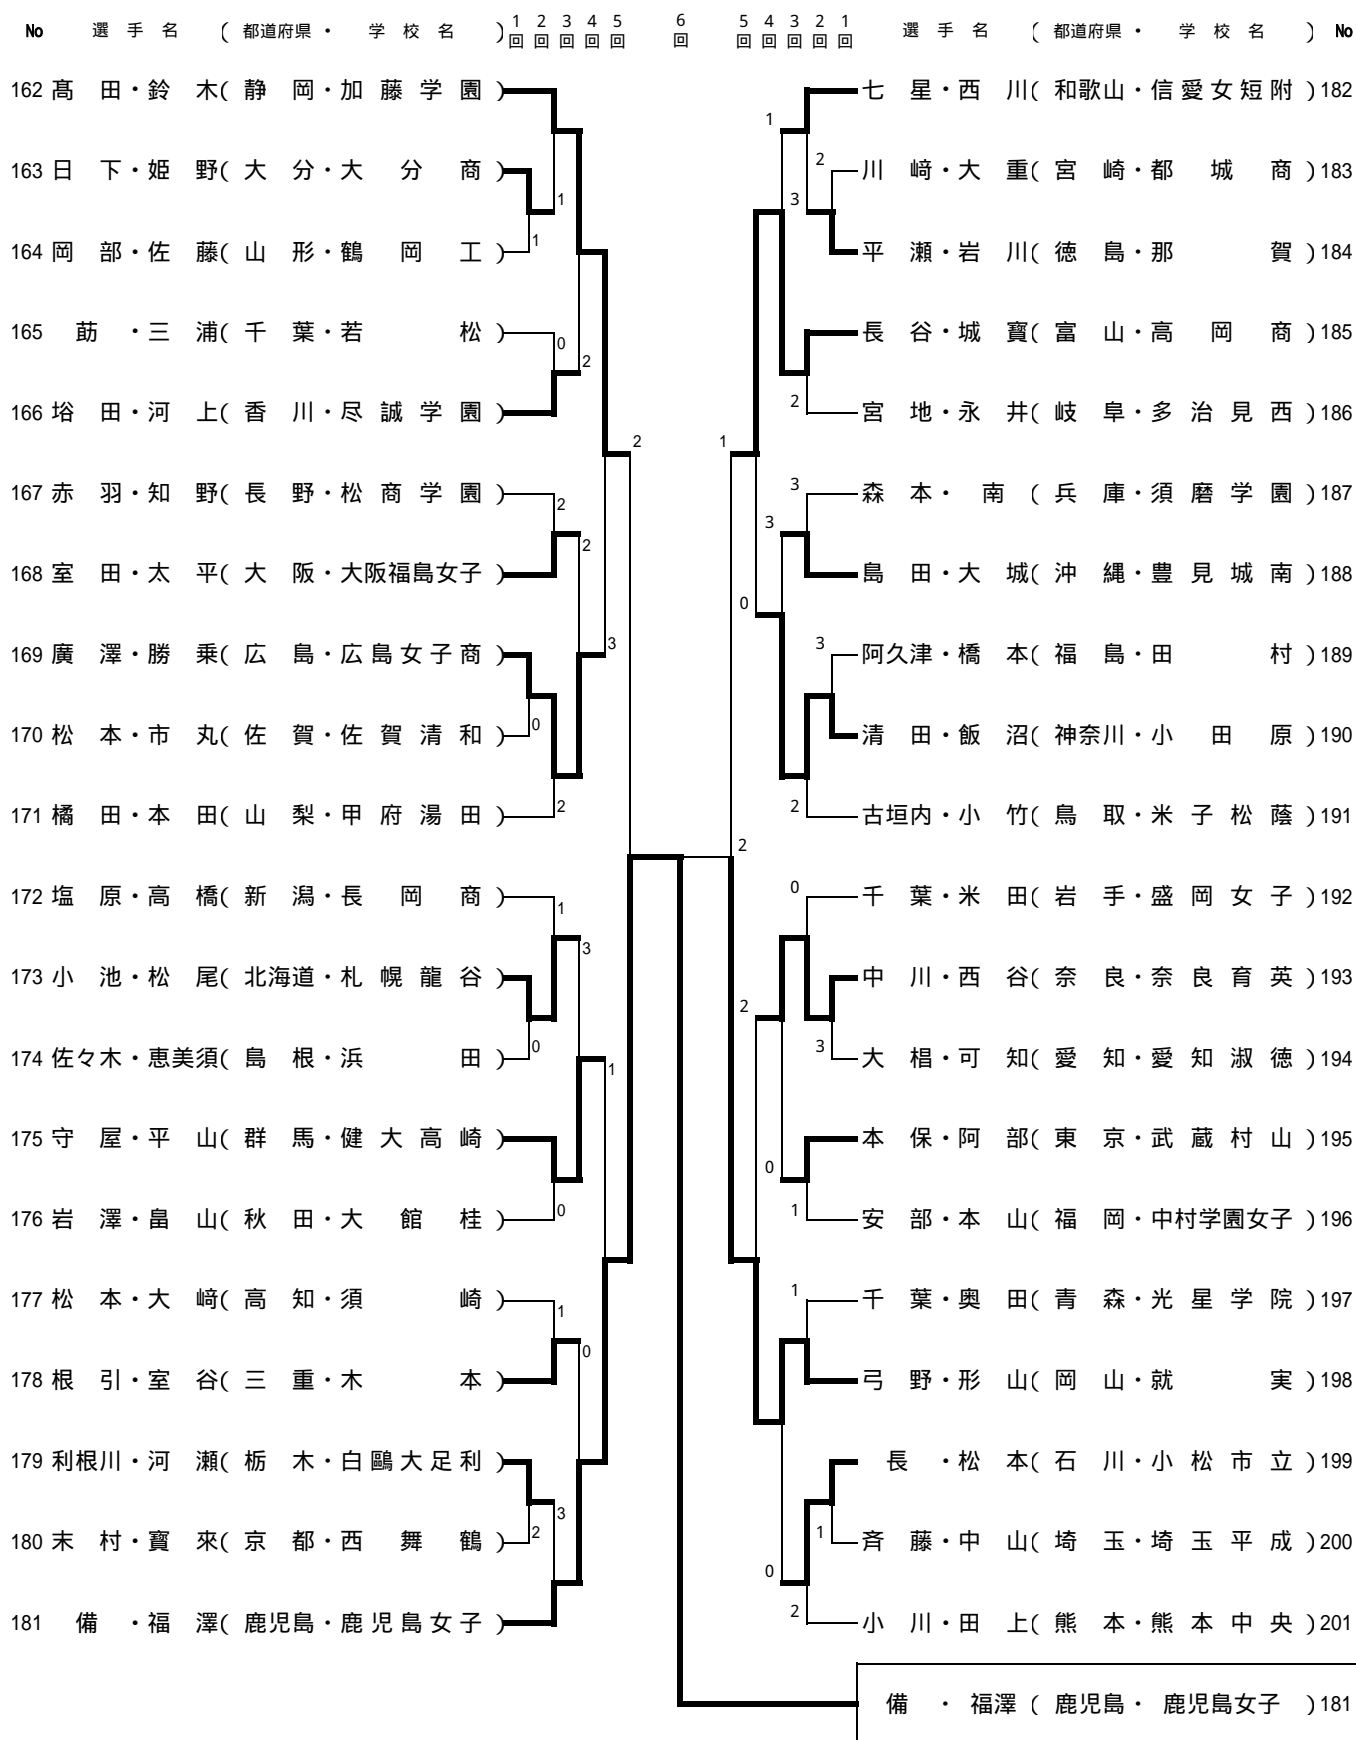 No 選手名 (都道府県・学校名) 1回 2回 3回 4回 5回 6回 5回 4回 3回 2回 1回 選手名 (都道府県・学校名) No
162 髙田・鈴木(静岡・加藤学園) 七星・西川(和歌山・信愛女短附)182
1
163 日下・姫野(大分・大分商) 2 川﨑・大重(宮崎・都城商)183
1 3
164 岡部・佐藤(山形・鶴岡工) 1 平瀬・岩川(徳島・那賀)184
165 莇・三浦(千葉・若松) 0 長谷・城寶(富山・高岡商)185
2
166 㙮田・河上(香川・尽誠学園) 2 宮地・永井(岐阜・多治見西)186
2 1
167 赤羽・知野(長野・松商学園) 2 3 森本・南(兵庫・須磨学園)187
2 3
168 室田・太平(大阪・大阪福島女子) 島田・大城(沖縄・豊見城南)188
0
169 廣澤・勝乗(広島・広島女子商) 3 3 阿久津・橋本(福島・田村)189
170 松本・市丸(佐賀・佐賀清和) 0 清田・飯沼(神奈川・小田原)190
171 橘田・本田(山梨・甲府湯田) 2 2 古垣内・小竹(鳥取・米子松蔭)191
2
172 塩原・高橋(新潟・長岡商) 1 0 千葉・米田(岩手・盛岡女子)192
3
173 小池・松尾(北海道・札幌龍谷) 中川・西谷(奈良・奈良育英)193
2
174 佐々木・恵美須(島根・浜田) 0 3 大椙・可知(愛知・愛知淑徳)194
1
175 守屋・平山(群馬・健大高崎) 本保・阿部(東京・武蔵村山)195
0
176 岩澤・畠山(秋田・大館桂) 0 1 安部・本山(福岡・中村学園女子)196
177 松本・大﨑(高知・須崎) 1 1 千葉・奥田(青森・光星学院)197
0
178 根引・室谷(三重・木本) 弓野・形山(岡山・就実)198
179 利根川・河瀬(栃木・白鷗大足利) 長・松本(石川・小松市立)199
3
180 末村・寳來(京都・西舞鶴) 2 1 斉藤・中山(埼玉・埼玉平成)200
0
181 備・福澤(鹿児島・鹿児島女子) 2 小川・田上(熊本・熊本中央)201
備・福澤(鹿児島・鹿児島女子)181